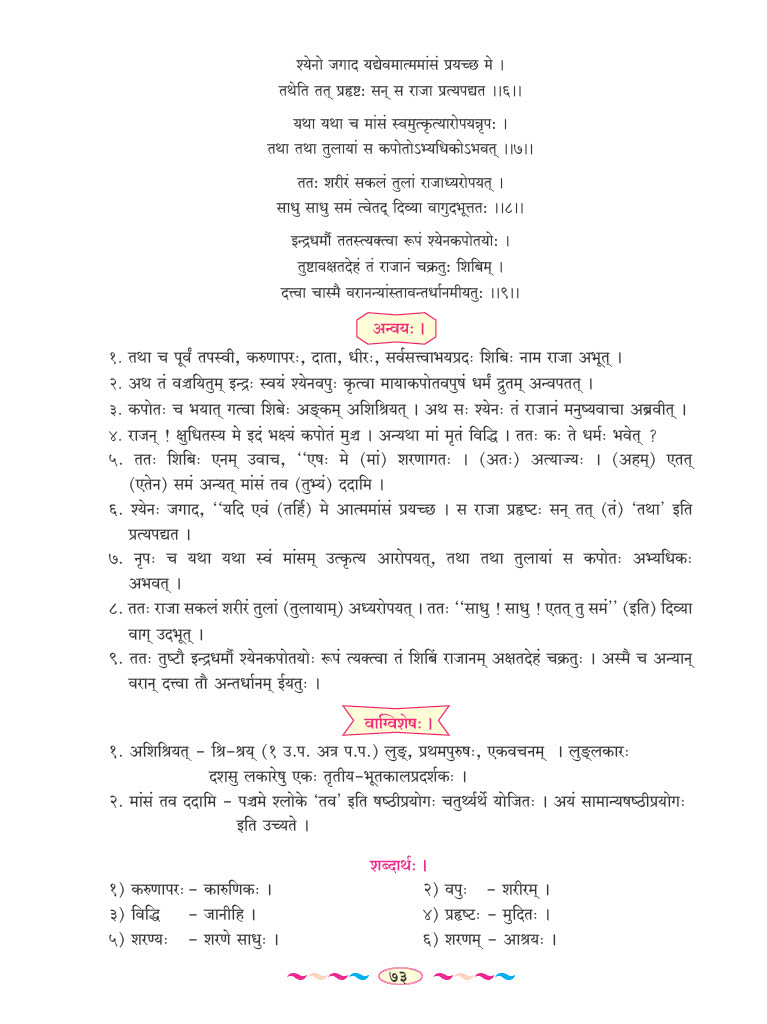 श्येनो जगाद यद्येवमात्ममांसं प्रयच्छ मे ।
तथेति तत् प्रहृष्टः सन् स राजा प्रत्यपद्यत ।।६।।
यथा यथा च मांसं स्वमुत्कृत्यारोपयन्नृपः ।
तथा तथा तुलायां स कपोतोऽभ्यधिकोऽभवत् ।।७।।
ततः शरीरं सकलं तुलां राजाध्यरोपयत् ।
साधु साधु समं त्वेतद् दिव्या वागुदभूत्ततः ।।८।।
इन्द्रधर्मौ ततस्त्यक्त्वा रूपं श्येनकपोतयोः ।
तुष्टावक्षतदेहं तं राजानं चक्रतुः शिबिम् ।
दत्त्वा चास्मै वरानन्यांस्तावन्तर्धानमीयतुः ।।९।।
अन्वयः ।
१. तथा च पूर्वं तपस्वी, करुणापरः, दाता, धीरः, सर्वसत्त्वाभयप्रदः शिबिः नाम राजा अभूत् ।
२. अथ तं वञ्चयितुम् इन्द्रः स्वयं श्येनवपुः कृत्वा मायाकपोतवपुषं धर्मं द्रुतम् अन्वपतत् ।
३. कपोतः च भयात् गत्वा शिबेः अङ्कम् अशिश्रियत् । अथ सः श्येनः तं राजानं मनुष्यवाचा अब्रवीत् ।
४. राजन् ! क्षुधितस्य मे इदं भक्ष्यं कपोतं मुञ्च । अन्यथा मां मृतं विद्धि । ततः कः ते धर्मः भवेत् ?
५. ततः शिबिः एनम् उवाच, ‘‘एषः मे (मां) शरणागतः । (अतः) अत्याज्यः । (अहम्) एतत्
(एतेन) समं अन्यत् मांसं तव (तुभ्यं) ददामि ।
६. श्येनः जगाद, ‘‘यदि एवं (तर्हि) मे आत्ममांसं प्रयच्छ । स राजा प्रहृष्टः सन् तत् (तं) ‘तथा’ इति
प्रत्यपद्यत ।
७. नृपः च यथा यथा स्वं मांसम् उत्कृत्य आरोपयत्, तथा तथा तुलायां स कपोतः अभ्यधिकः
अभवत् ।
८. ततः राजा सकलं शरीरं तुलां (तुलायाम्) अध्यरोपयत् । ततः ‘‘साधु ! साधु ! एतत् तु समं’’ (इति) दिव्या
वाग् उदभूत् ।
९. ततः तुष्टौ इन्द्रधर्मौ श्येनकपोतयोः रूपं त्यक्त्वा तं शिबिं राजानम् अक्षतदेहं चक्रतुः । अस्मै च अन्यान्
वरान् दत्त्वा तौ अन्तर्धानम् ईयतुः ।
वाग्विशेषः ।
१. अशिश्रियत् – श्रि-श्रय् (१ उ.प. अत्र प.प.) लुङ्, प्रथमपुरुषः, एकवचनम् । लुङ्लकारः
दशसु लकारेषु एकः तृतीय-भूतकालप्रदर्शकः ।
२. मांसं तव ददामि – पञ्चमे श्लोके ‘तव’ इति षष्ठीप्रयोगः चतुर्थ्यर्थे योजितः । अयं सामान्यषष्ठीप्रयोगः
इति उच्यते ।
शब्दार्थः ।
१) करुणापरः – कारुणिकः । २) वपुः – शरीरम् ।
३) विद्धि – जानीहि । ४) प्रहृष्टः – मुदितः ।
५) शरण्यः – शरणे साधुः । ६) शरणम् – आश्रयः ।
७३